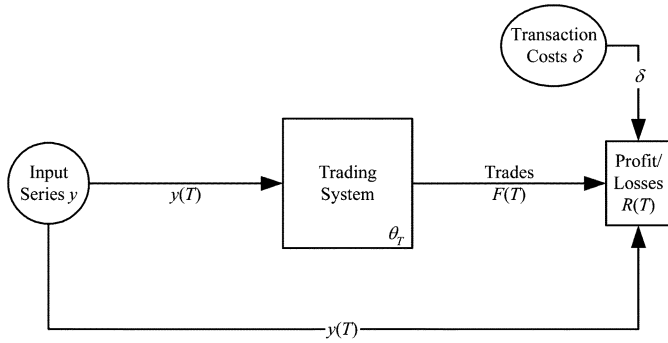 Transaction
Costs δ
δ
Input
Series y
y(T)
Trading
System
θ_T
Trades
F(T)
Profit/
Losses
R(T)
y(T)